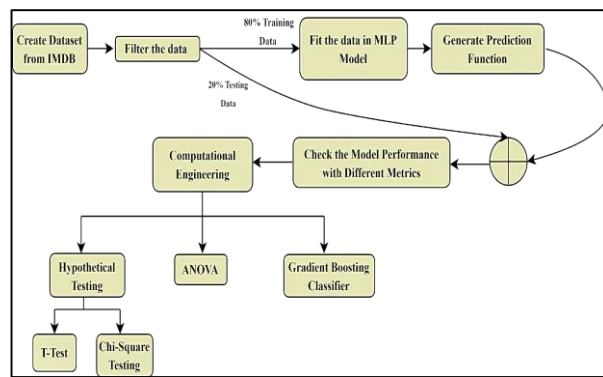 Create Dataset
from IMDB
Filter the data
80% Training
Data
Fit the data in MLP
Model
Generate Prediction
Function
20% Testing
Data
Check the Model Performance
with Different Metrics
Computational
Engineering
Hypothetical
Testing
ANOVA
Gradient Boosting
Classifier
T-Test
Chi-Square
Testing